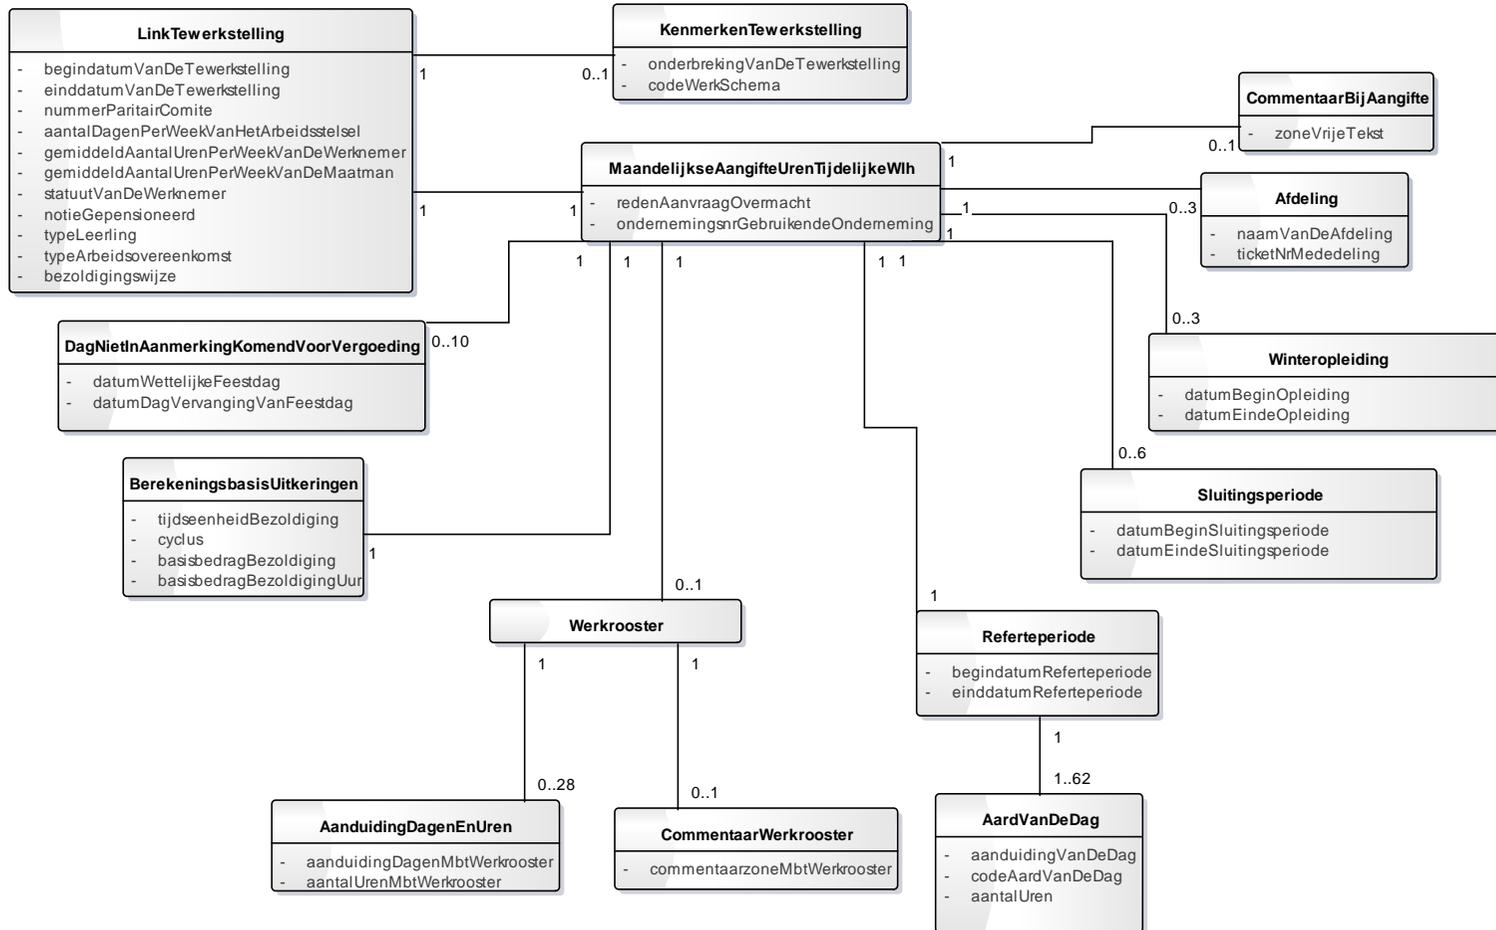 LinkTewerkstelling
- begindatumVanDeTewerkstelling
- einddatumVanDeTewerkstelling
- nummerParitairComite
- aantalDagenPerWeekVanHetArbeidsstelsel
- gemiddeldAantalUrenPerWeekVanDeWerknemer
- gemiddeldAantalUrenPerWeekVanDeMaatman
- statuutVanDeWerknemer
- notieGepensioneerd
- typeLeerling
- typeArbeidsovereenkomst
- bezoldigingswijze
1
0..1
KenmerkenTewerkstelling
- onderbrekingVanDeTewerkstelling
- codeWerkSchema
1
1
MaandelijkseAangifteUrenTijdelijkeWlh
- redenAanvraagOvermacht
- ondernemingsnrGebruikendeOnderneming
1
0..1
CommentaarBijAangifte
- zoneVrijeTekst
1
0..3
Afdeling
- naamVanDeAfdeling
- ticketNrMededeling
1
0..3
Winteropleiding
- datumBeginOpleiding
- datumEindeOpleiding
1
1
1
1
1
0..10
DagNietInAanmerkingKomendVoorVergoeding
- datumWettelijkeFeestdag
- datumDagVervangingVanFeestdag
0..6
Sluitingsperiode
- datumBeginSluitingsperiode
- datumEindeSluitingsperiode
BerekeningsbasisUitkeringen
- tijdseenheidBezoldiging
- cyclus
- basisbedragBezoldiging
- basisbedragBezoldigingUur
1
0..1
Werkrooster
1
1
1
Referteperiode
- begindatumReferteperiode
- einddatumReferteperiode
1
0..28
AanduidingDagenEnUren
- aanduidingDagenMbtWerkrooster
- aantalUrenMbtWerkrooster
0..1
CommentaarWerkrooster
- commentaarzoneMbtWerkrooster
1..62
AardVanDeDag
- aanduidingVanDeDag
- codeAardVanDeDag
- aantalUren